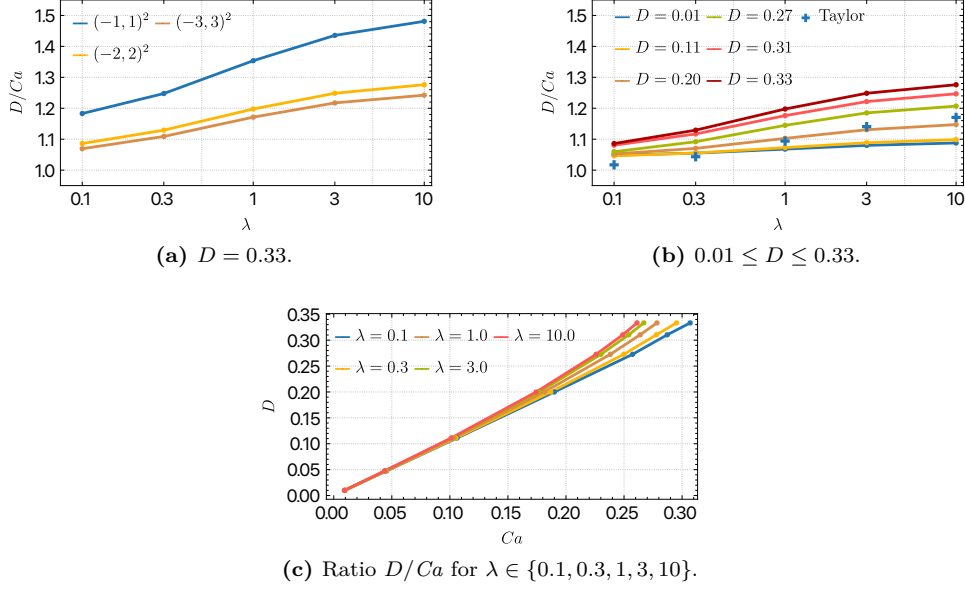 1.5
1.4
1.3
1.2
1.1
1.0
D/Ca
(−1, 1)²
(−3, 3)²
(−2, 2)²
0.1 0.3 1 3 10
λ
(a) D = 0.33.
1.5
1.4
1.3
1.2
1.1
1.0
D/Ca
D = 0.01 D = 0.27 Taylor
D = 0.11 D = 0.31
D = 0.20 D = 0.33
0.1 0.3 1 3 10
λ
(b) 0.01 ≤ D ≤ 0.33.
0.35
0.30
0.25
0.20
0.15
0.10
0.05
0.00
D
λ = 0.1 λ = 1.0 λ = 10.0
λ = 0.3 λ = 3.0
0.00 0.05 0.10 0.15 0.20 0.25 0.30
Ca
(c) Ratio D/Ca for λ ∈ {0.1, 0.3, 1, 3, 10}.